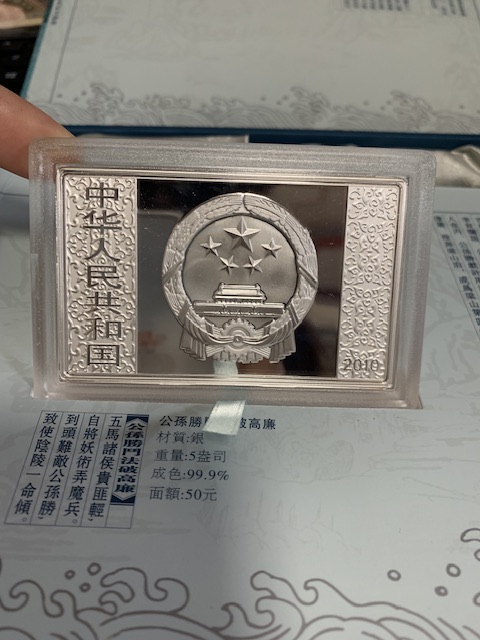 中华人民共和国
2010
公孫勝鬥法破高廉
材質:銀
重量:5盎司
成色:99.9%
面額:50元
《公孫勝鬥法破高廉》
五馬諸侯貴匪輕,
自將妖術弄魔兵。
到頭難敵公孫勝,
致使陰陵一命傾。